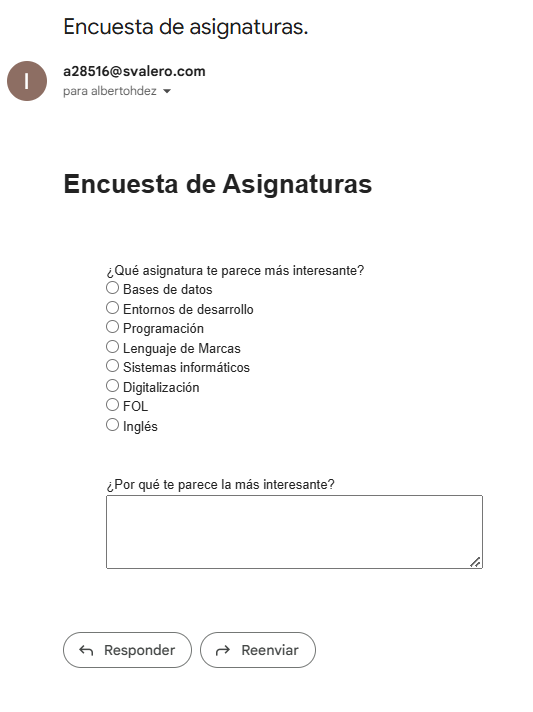 Encuesta de asignaturas.
I
a28516@svalero.com
para albertohdez
Encuesta de Asignaturas
¿Qué asignatura te parece más interesante?
Bases de datos
Entornos de desarrollo
Programación
Lenguaje de Marcas
Sistemas informáticos
Digitalización
FOL
Inglés
¿Por qué te parece la más interesante?
Responder Reenviar